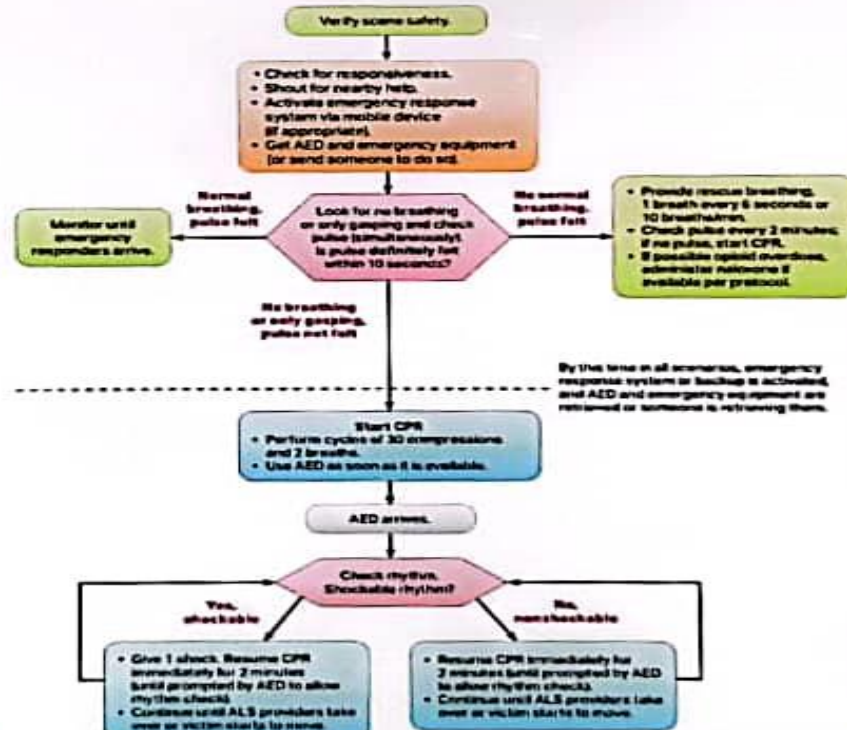 Verify scene safety.
• Check for responsiveness.
• Shout for nearby help.
• Activate emergency response
system via mobile device
(if appropriate).
• Get AED and emergency equipment
(or send someone to do so).
Normal
breathing,
pulse felt
Monitor until
emergency
responders arrive.
Look for no breathing
or only gasping and check
pulse (simultaneously).
Is pulse definitely felt
within 10 seconds?
No normal
breathing,
pulse felt
• Provide rescue breathing,
1 breath every 6 seconds or
10 breaths/min.
• Check pulse every 2 minutes;
if no pulse, start CPR.
• If possible opioid overdose,
administer naloxone if
available per protocol.
No breathing
or only gasping,
pulse not felt
By this time in all scenarios, emergency
response system or backup is activated,
and AED and emergency equipment are
retrieved or someone is retrieving them.
Start CPR
• Perform cycles of 30 compressions
and 2 breaths.
• Use AED as soon as it is available.
AED arrives.
Check rhythm.
Shockable rhythm?
Yes,
shockable
No,
nonshockable
• Give 1 shock. Resume CPR
immediately for 2 minutes
(until prompted by AED to allow
rhythm check).
• Continue until ALS providers take
over or victim starts to move.
• Resume CPR immediately for
2 minutes (until prompted by AED
to allow rhythm check).
• Continue until ALS providers take
over or victim starts to move.